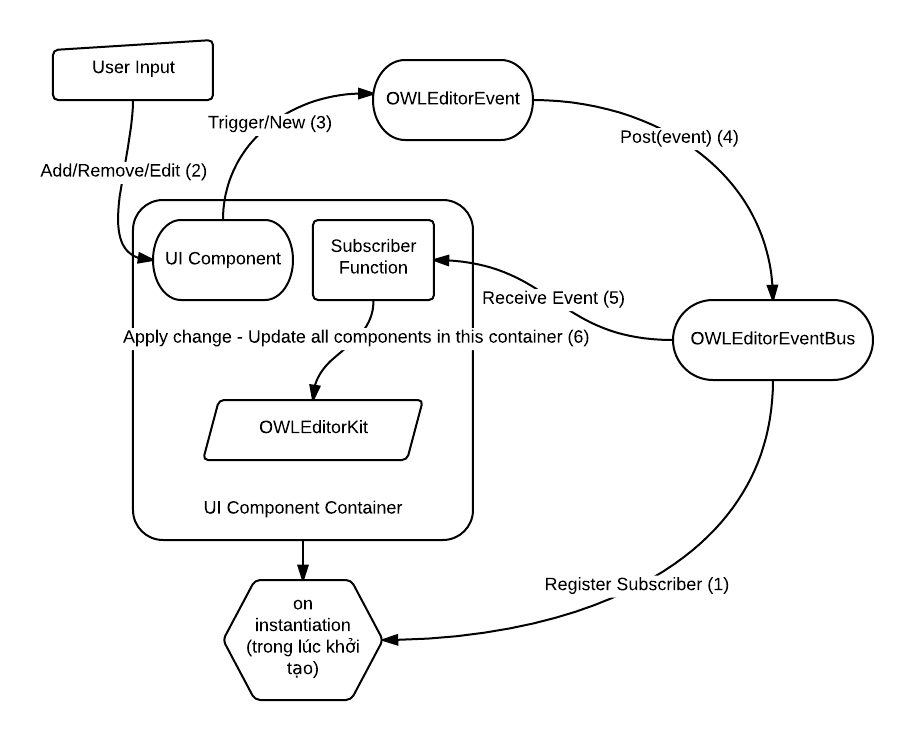 User Input
OWLEditorEvent
Trigger/New (3)
Post(event) (4)
Add/Remove/Edit (2)
UI Component
Subscriber
Function
Receive Event (5)
Apply change - Update all components in this container (6)
OWLEditorEventBus
OWLEditorKit
UI Component Container
Register Subscriber (1)
on
instantiation
(trong lúc khởi
tạo)